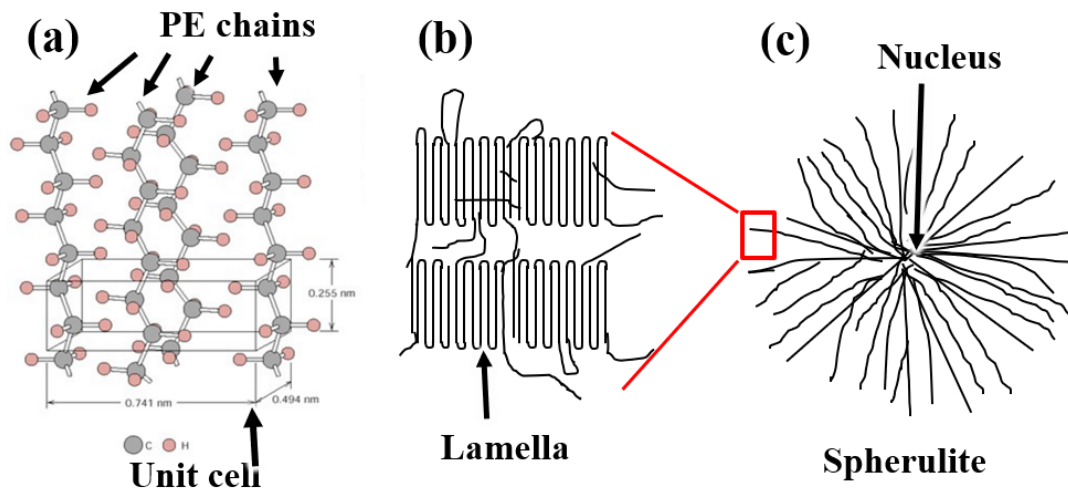 (a)
PE chains
0.255 nm
0.494 nm
0.741 nm
C H
Unit cell
(b)
Lamella
(c)
Nucleus
Spherulite